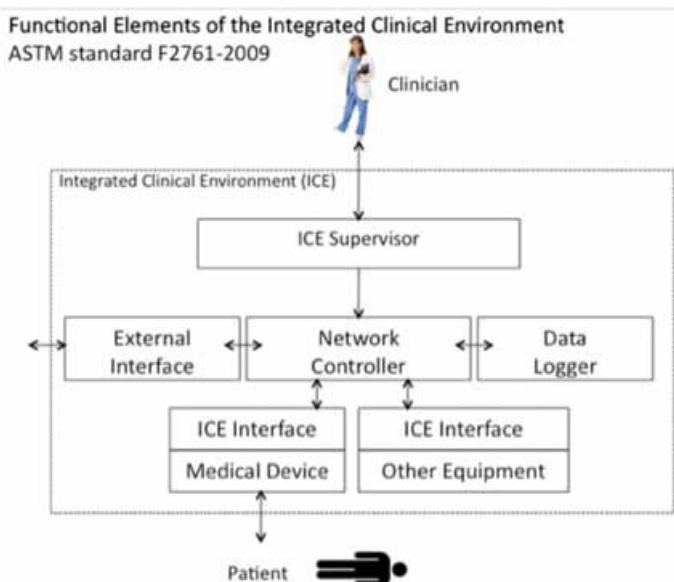 Functional Elements of the Integrated Clinical Environment
ASTM standard F2761-2009
Clinician
Integrated Clinical Environment (ICE)
ICE Supervisor
External
Interface
Network
Controller
Data
Logger
ICE Interface
Medical Device
ICE Interface
Other Equipment
Patient